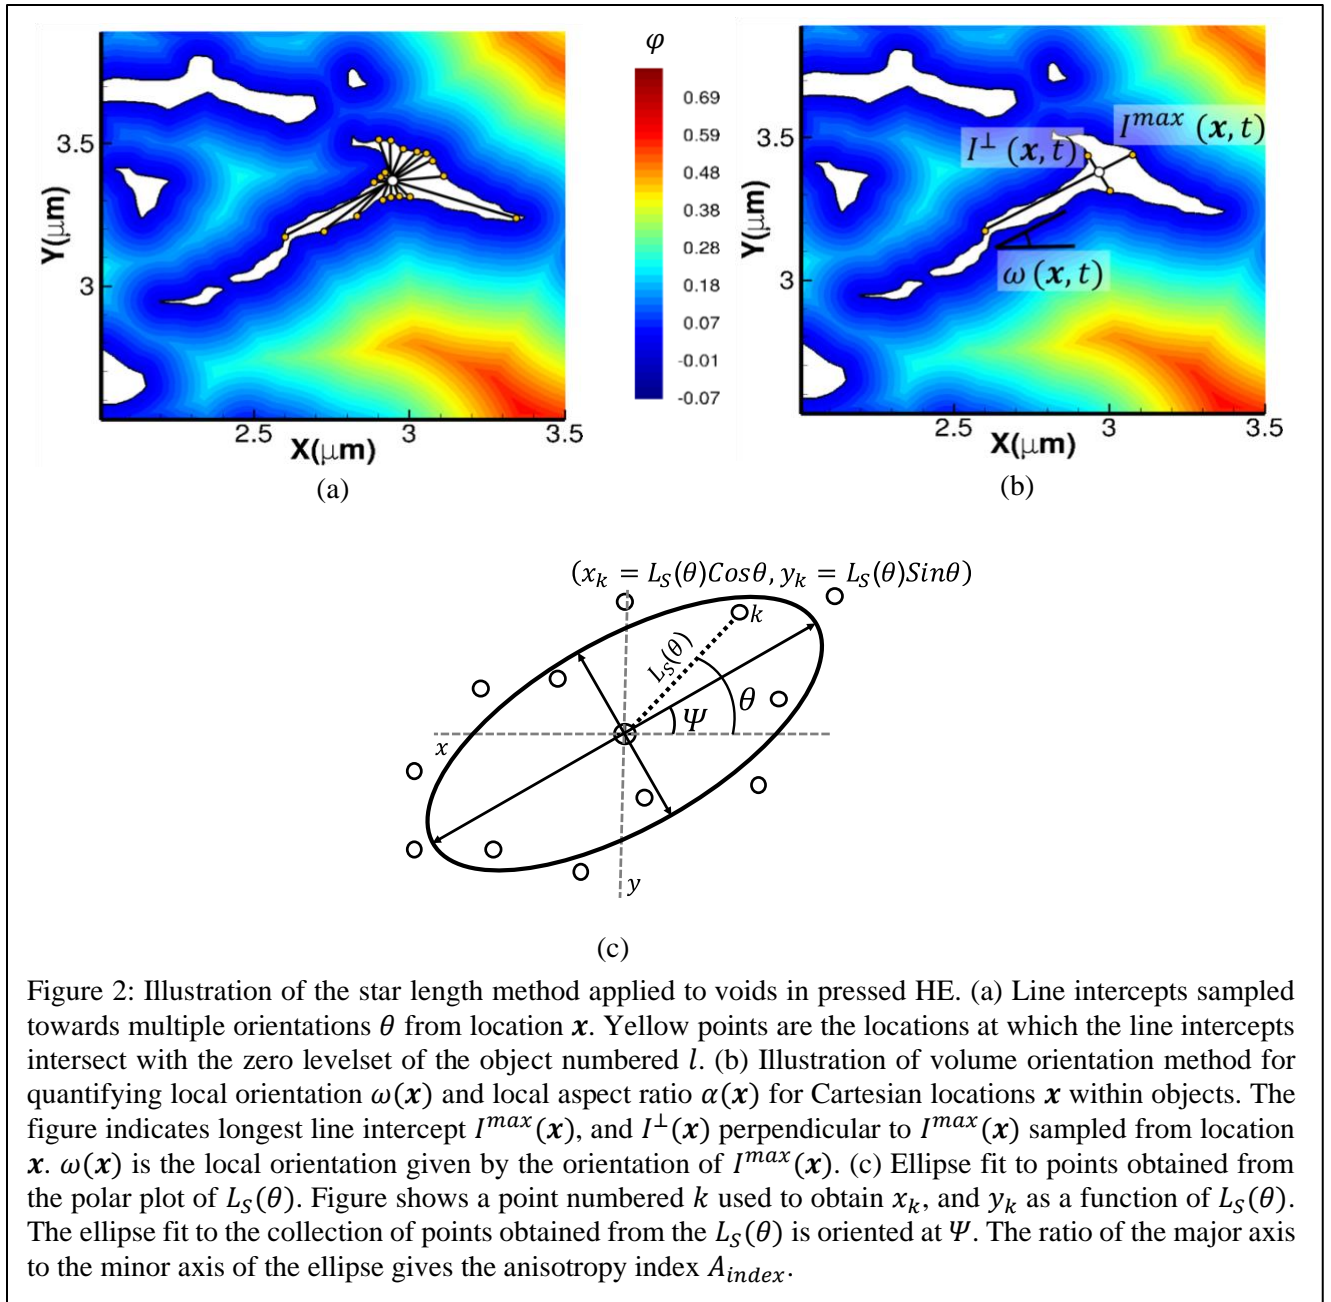 φ
0.69
0.59
0.48
0.38
0.28
0.18
0.07
-0.01
-0.07
Y(μm)
3.5
3
2.5 3 3.5
X(μm)
(a)
Y(μm)
3.5
3
I^max (x, t)
I^⊥ (x, t)
ω (x, t)
2.5 3 3.5
X(μm)
(b)
(x_k = L_S(θ)Cosθ, y_k = L_S(θ)Sinθ)
k
L_S(θ)
θ
Ψ
x
y
(c)
Figure 2: Illustration of the star length method applied to voids in pressed HE. (a) Line intercepts sampled
towards multiple orientations θ from location x. Yellow points are the locations at which the line intercepts
intersect with the zero levelset of the object numbered l. (b) Illustration of volume orientation method for
quantifying local orientation ω(x) and local aspect ratio α(x) for Cartesian locations x within objects. The
figure indicates longest line intercept I^max(x), and I^⊥(x) perpendicular to I^max(x) sampled from location
x. ω(x) is the local orientation given by the orientation of I^max(x). (c) Ellipse fit to points obtained from
the polar plot of L_S(θ). Figure shows a point numbered k used to obtain x_k, and y_k as a function of L_S(θ).
The ellipse fit to the collection of points obtained from the L_S(θ) is oriented at Ψ. The ratio of the major axis
to the minor axis of the ellipse gives the anisotropy index A_index.